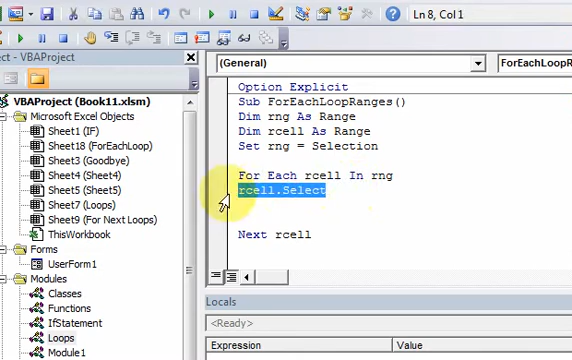 Ln 8, Col 1
ct - VBAProject
(General)
ForEachLoopR
VBAProject (Book11.xlsm)
Microsoft Excel Objects
Sheet1 (IF)
Sheet18 (ForEachLoop)
Sheet3 (Goodbye)
Sheet4 (Sheet4)
Sheet5 (Sheet5)
Sheet7 (Loops)
Sheet9 (For Next Loops)
ThisWorkbook
Forms
UserForm1
Modules
Classes
Functions
IfStatement
Loops
Module1
Option Explicit
Sub ForEachLoopRanges()
Dim rng As Range
Dim rcell As Range
Set rng = Selection
For Each rcell In rng
rcell.Select
Next rcell
Locals
<Ready>
Expression
Value